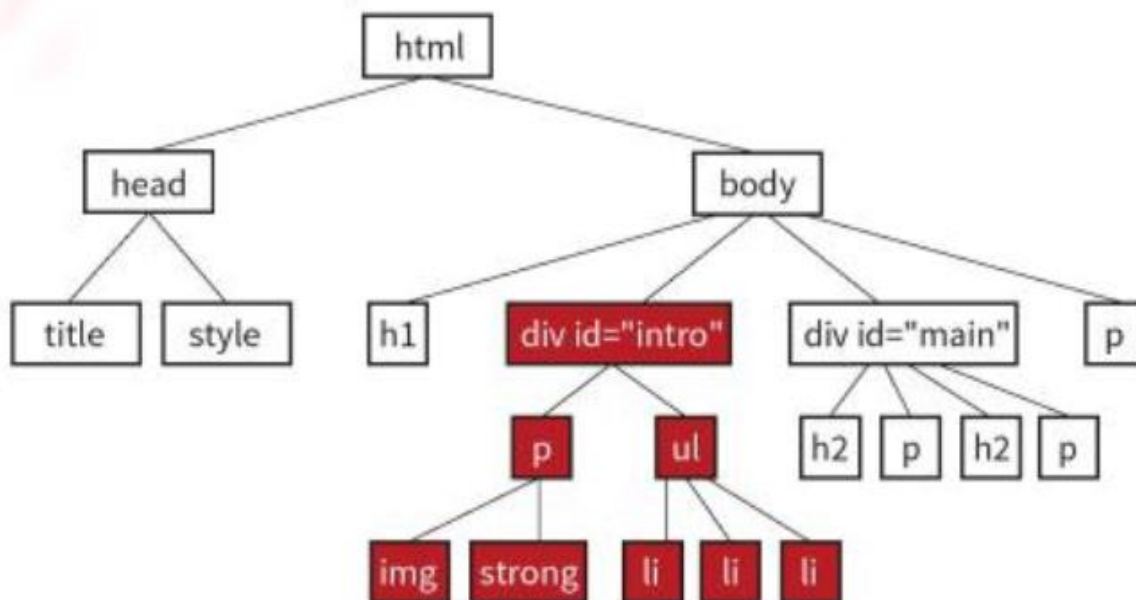 html
head
body
title
style
h1
div id="intro"
div id="main"
p
p
ul
h2
p
h2
p
img
strong
li
li
li